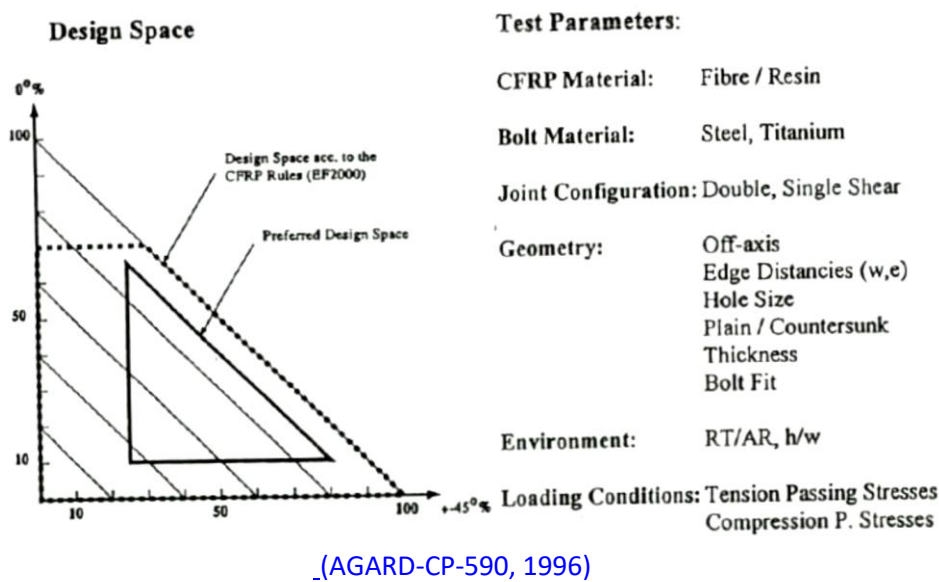 Design Space
0°%
100
50
10
10
50
100
+-45°%
Design Space acc. to the
CFRP Rules (EF2000)
Preferred Design Space
Test Parameters:
CFRP Material: Fibre / Resin
Bolt Material: Steel, Titanium
Joint Configuration: Double, Single Shear
Geometry: Off-axis
Edge Distancies (w,e)
Hole Size
Plain / Countersunk
Thickness
Bolt Fit
Environment: RT/AR, h/w
Loading Conditions: Tension Passing Stresses
Compression P. Stresses
(AGARD-CP-590, 1996)